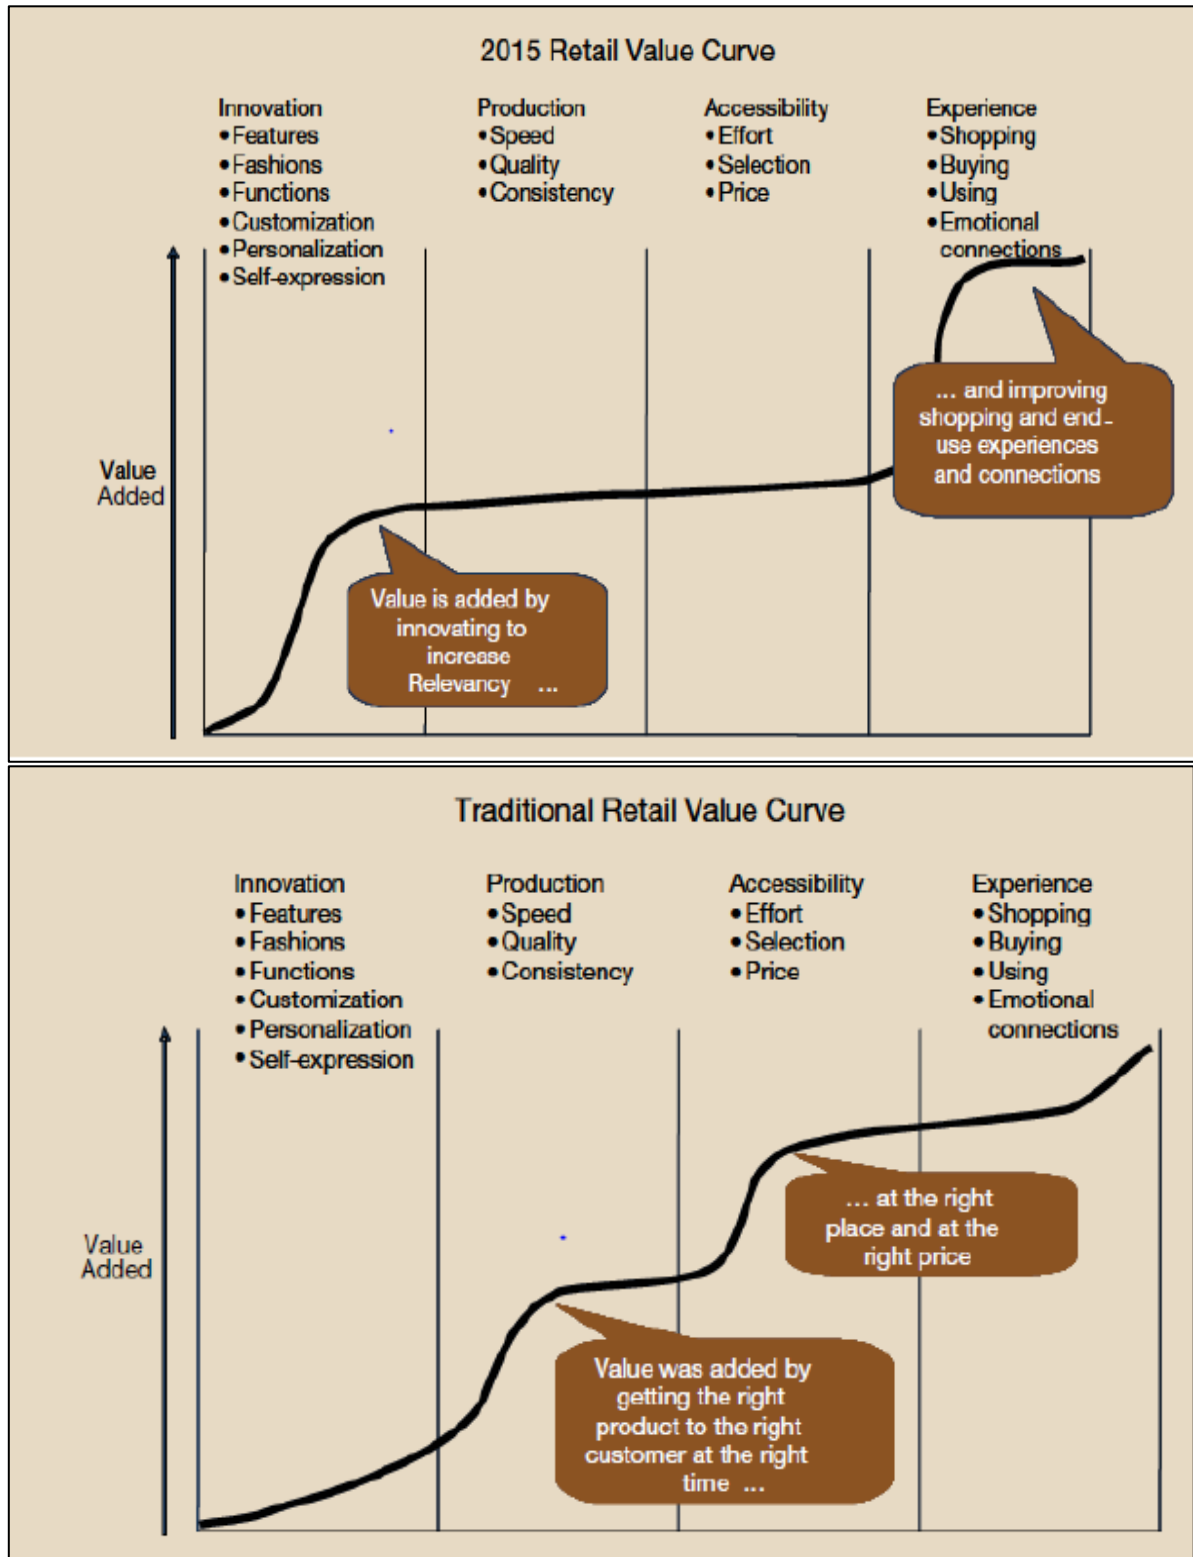 2015 Retail Value Curve
Innovation
• Features
• Fashions
• Functions
• Customization
• Personalization
• Self-expression
Production
• Speed
• Quality
• Consistency
Accessibility
• Effort
• Selection
• Price
Experience
• Shopping
• Buying
• Using
• Emotional
connections
Value
Added
Value is added by
innovating to
increase
Relevancy ...
... and improving
shopping and end-
use experiences
and connections
Traditional Retail Value Curve
Innovation
• Features
• Fashions
• Functions
• Customization
• Personalization
• Self-expression
Production
• Speed
• Quality
• Consistency
Accessibility
• Effort
• Selection
• Price
Experience
• Shopping
• Buying
• Using
• Emotional
connections
Value
Added
Value was added by
getting the right
product to the right
customer at the right
time ...
... at the right
place and at the
right price